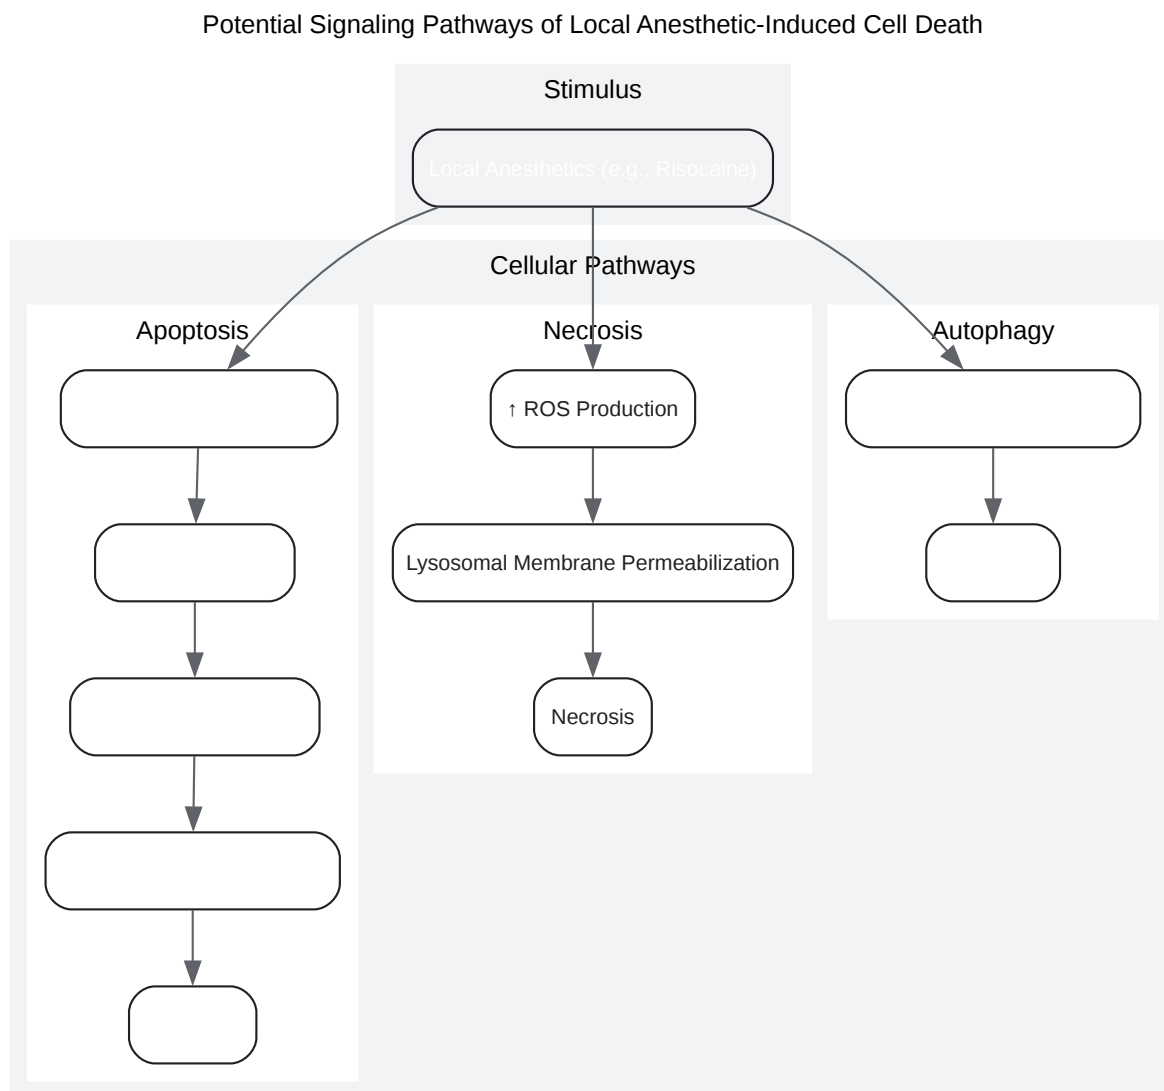 Potential Signaling Pathways of Local Anesthetic-Induced Cell Death
Stimulus
Local Anesthetics (e.g., Risocaine)
Cellular Pathways
Apoptosis
Necrosis
Autophagy
↑ ROS Production
Lysosomal Membrane Permeabilization
Necrosis